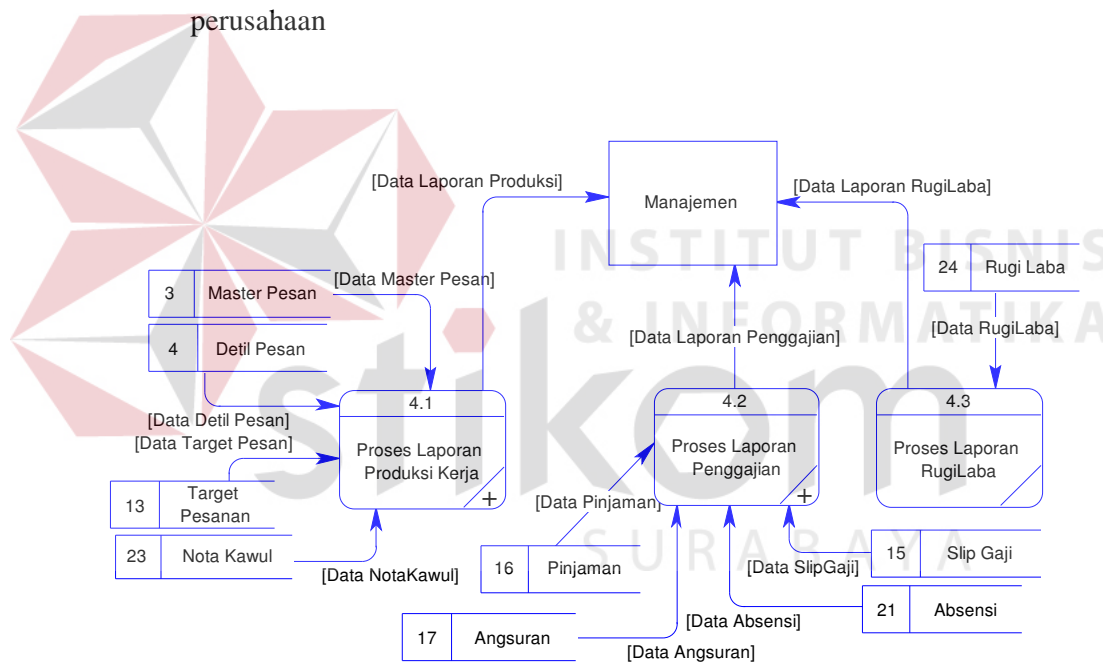 perusahaan
[Data Laporan Produksi]
Manajemen
[Data Laporan RugiLaba]
INSTITUT BISNIS
& INFORMATIKA
stikom
SURABAYA
24 Rugi Laba
3 Master Pesan
[Data Master Pesan]
4 Detil Pesan
[Data Laporan Penggajian]
[Data RugiLaba]
[Data Detil Pesan]
[Data Target Pesan]
4.1
Proses Laporan
Produksi Kerja
+
4.2
Proses Laporan
Penggajian
+
4.3
Proses Laporan
RugiLaba
13 Target
Pesanan
23 Nota Kawul
[Data NotaKawul]
[Data Pinjaman]
16 Pinjaman
[Data SlipGaji]
15 Slip Gaji
17 Angsuran
[Data Absensi]
21 Absensi
[Data Angsuran]